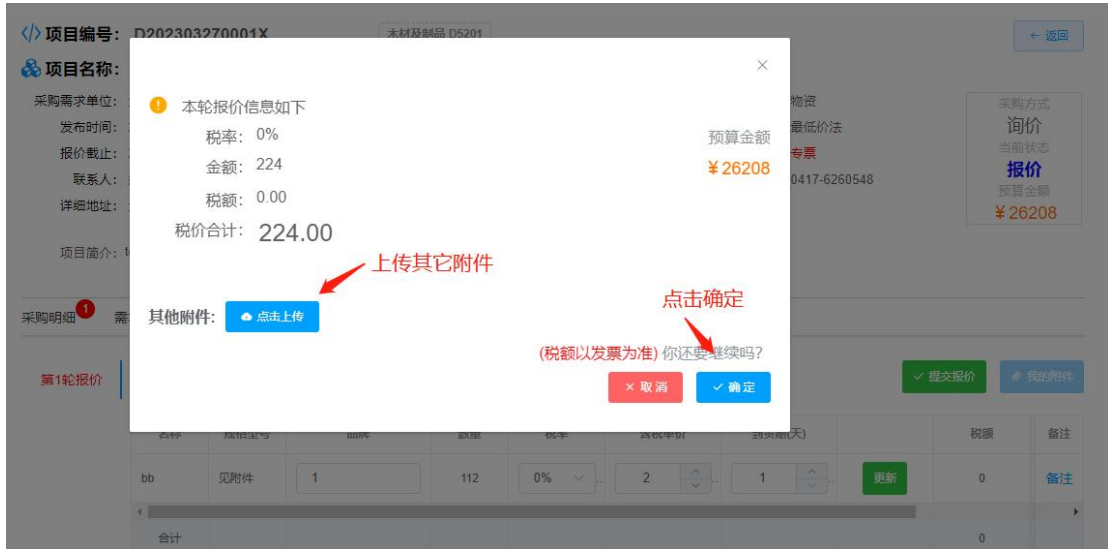 项目编号: D202303270001X 木材及制品 D5201 ← 返回
项目名称:
采购需求单位: 物资
发布时间: 最低价法
报价截止: 专票
联系人: 0417-6260548
详细地址:
项目简介:
采购方式
询价
当前状态
报价
预算金额
¥26208
本轮报价信息如下
税率: 0% 预算金额
金额: 224 ¥26208
税额: 0.00
税价合计: 224.00
上传其它附件
点击确定
其他附件: 点击上传
(税额以发票为准) 你还要继续吗?
× 取消 ✓ 确定
采购明细 1 需
第1轮报价 ✓ 提交报价 我的附件
名称 规格型号 品牌 数量 税率 含税单价 到货期(天) 税额 备注
bb 见附件 1 112 0% 2 1 更新 0 备注
合计 0